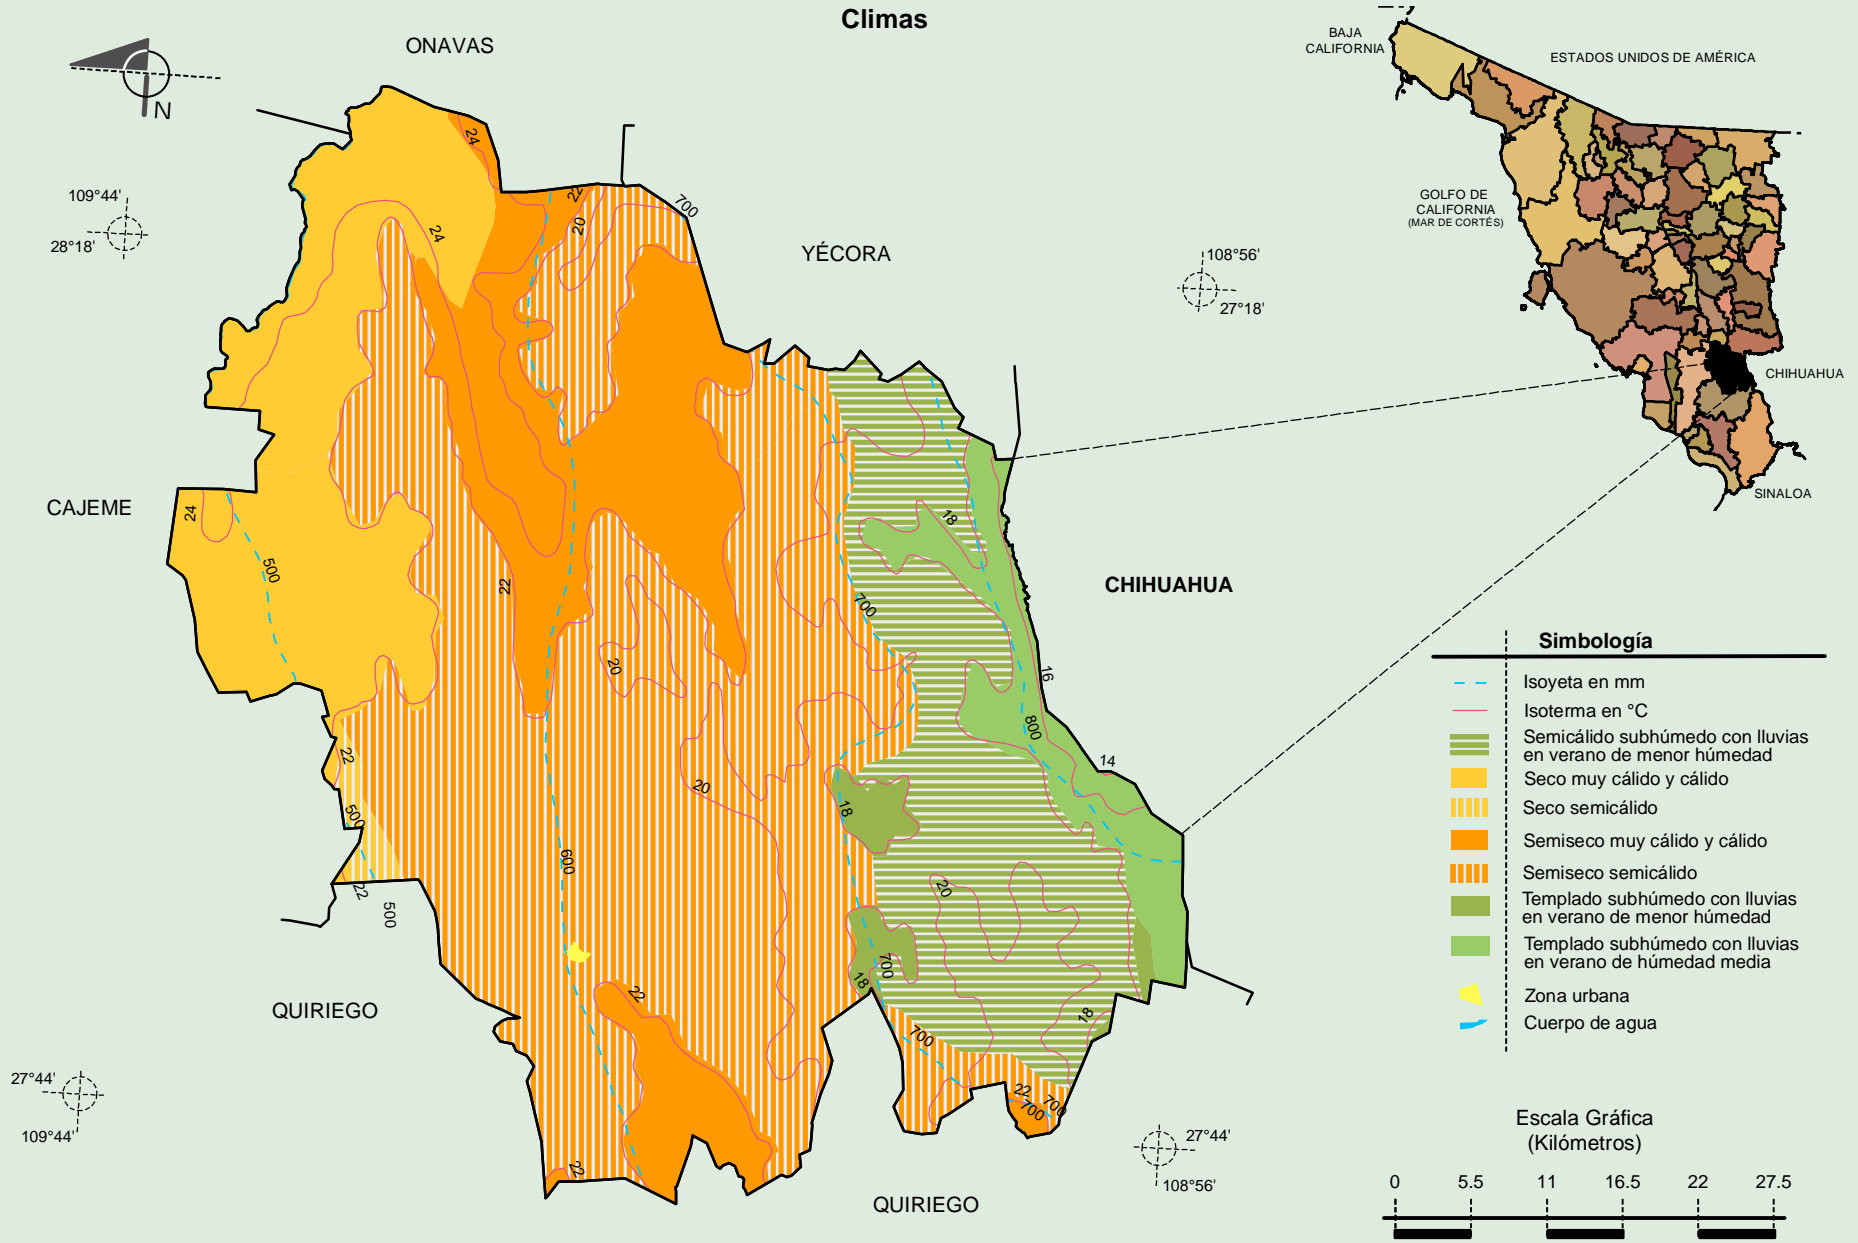 Climas
ONAVAS
N
109°44'
28°18'
YÉCORA
108°56'
27°18'
CAJEME
CHIHUAHUA
QUIRIEGO
27°44'
109°44'
27°44'
108°56'
QUIRIEGO
24
22
20
700
24
24
500
22
20
22
500
22
500
20
600
22
22
18
700
16
800
14
18
20
700
18
18
700
22
700
700
BAJA
CALIFORNIA
ESTADOS UNIDOS DE AMÉRICA
GOLFO DE
CALIFORNIA
(MAR DE CORTÉS)
CHIHUAHUA
SINALOA
Simbología
Isoyeta en mm
Isoterma en °C
Semicálido subhúmedo con lluvias
en verano de menor húmedad
Seco muy cálido y cálido
Seco semicálido
Semiseco muy cálido y cálido
Semiseco semicálido
Templado subhúmedo con lluvias
en verano de menor húmedad
Templado subhúmedo con lluvias
en verano de húmedad media
Zona urbana
Cuerpo de agua
Escala Gráfica
(Kilómetros)
0 5.5 11 16.5 22 27.5